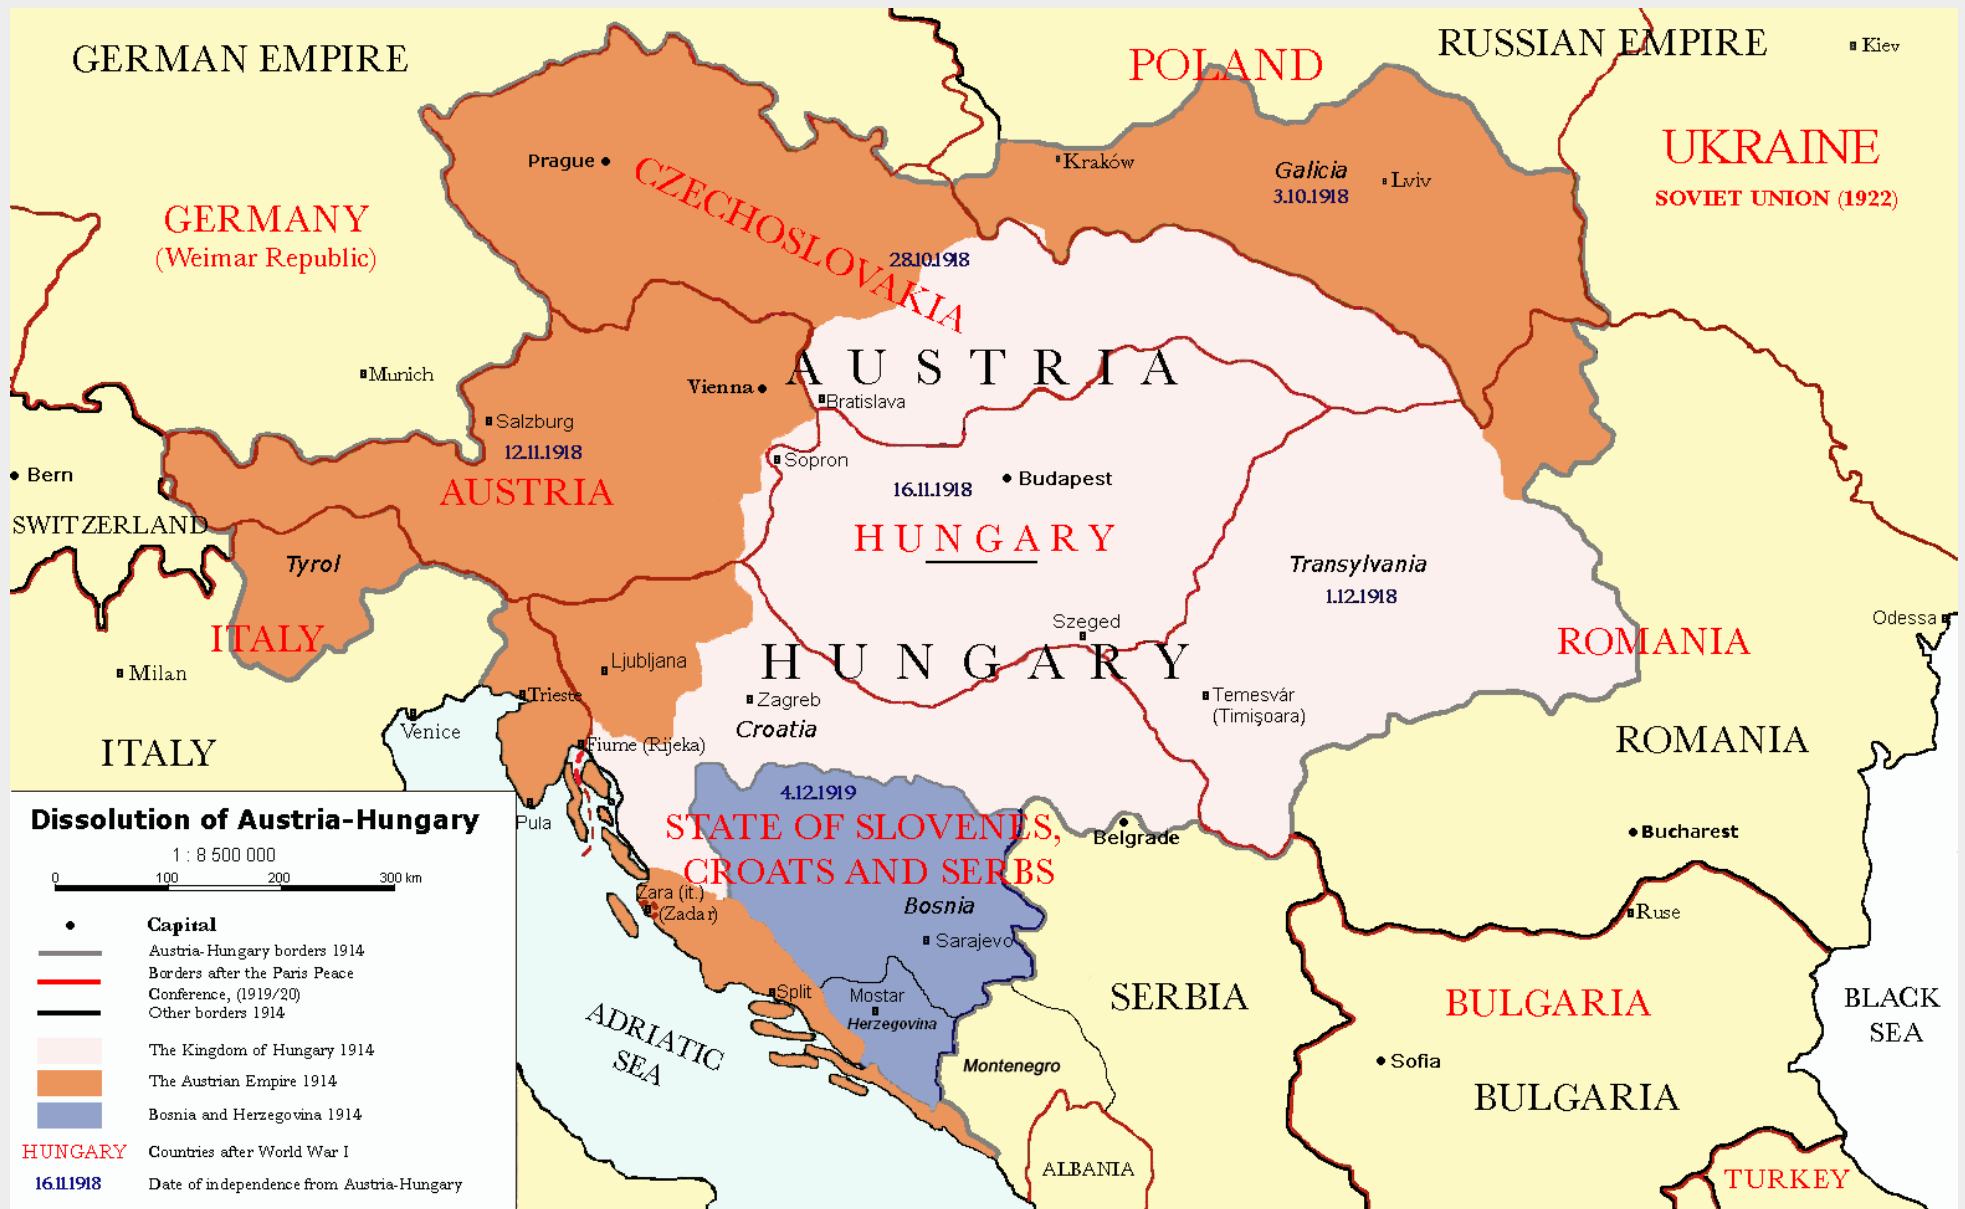 GERMAN EMPIRE
POLAND
RUSSIAN EMPIRE
Kiev
UKRAINE
SOVIET UNION (1922)
Prague
Kraków
Galicia
3.10.1918
Lviv
GERMANY
(Weimar Republic)
CZECHOSLOVAKIA
28.10.1918
Munich
Vienna
AUSTRIA
Bratislava
Salzburg
12.11.1918
AUSTRIA
Sopron
Bern
SWITZERLAND
16.11.1918
Budapest
HUNGARY
Tyrol
Transylvania
1.12.1918
Odessa
Szeged
ITALY
ROMANIA
HUNGARY
Ljubljana
Milan
Trieste
Zagreb
Croatia
Temesvár
(Timişoara)
Venice
Fiume (Rijeka)
ITALY
ROMANIA
4.12.1919
STATE OF SLOVENES,
CROATS AND SERBS
Belgrade
Bucharest
Pula
Zara (it.)
(Zadar)
Bosnia
Sarajevo
Ruse
Split
Mostar
Herzegovina
SERBIA
BULGARIA
BLACK
SEA
ADRIATIC
SEA
Montenegro
Sofia
BULGARIA
ALBANIA
TURKEY
Dissolution of Austria-Hungary
1 : 8 500 000
0 100 200 300 km
Capital
Austria-Hungary borders 1914
Borders after the Paris Peace
Conference, (1919/20)
Other borders 1914
The Kingdom of Hungary 1914
The Austrian Empire 1914
Bosnia and Herzegovina 1914
HUNGARY Countries after World War I
16.11.1918 Date of independence from Austria-Hungary